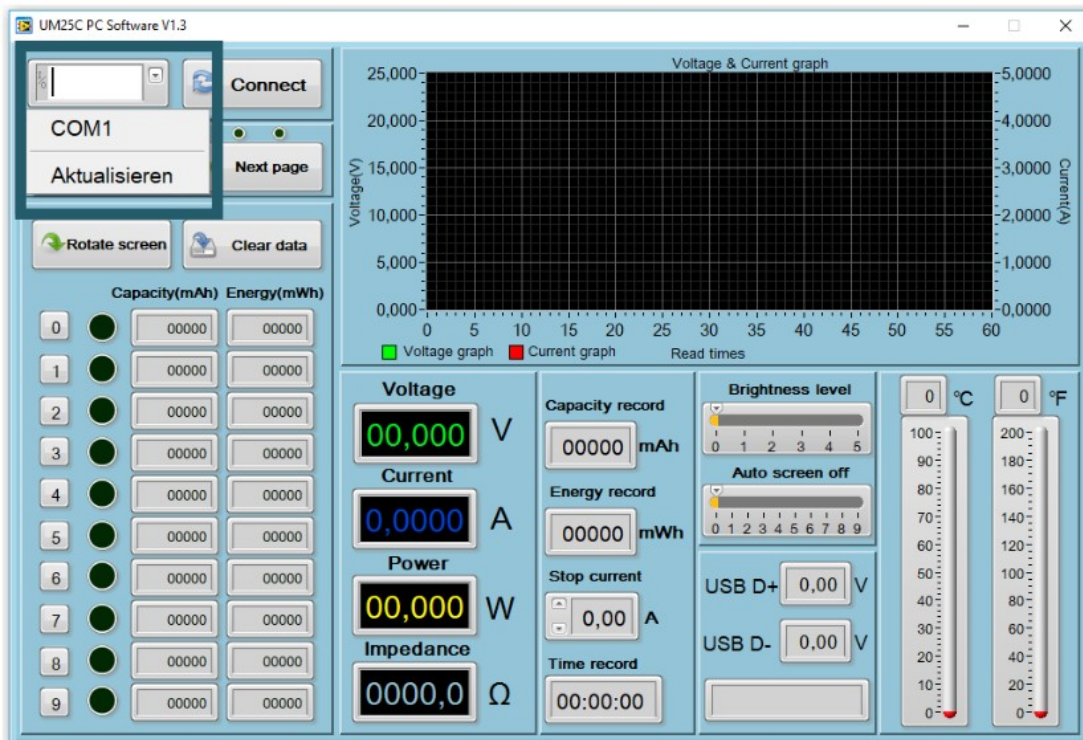 UM25C PC Software V1.3
Connect
COM1
Aktualisieren
Next page
Rotate screen
Clear data
Capacity(mAh) Energy(mWh)
0 00000 00000
1 00000 00000
2 00000 00000
3 00000 00000
4 00000 00000
5 00000 00000
6 00000 00000
7 00000 00000
8 00000 00000
9 00000 00000
Voltage & Current graph
25,000
20,000
15,000
10,000
5,000
0,000
Voltage(V)
5,0000
4,0000
3,0000
2,0000
1,0000
0,0000
Current(A)
0 5 10 15 20 25 30 35 40 45 50 55 60
Voltage graph Current graph Read times
Voltage
00,000 V
Current
0,0000 A
Power
00,000 W
Impedance
0000,0 Ω
Capacity record
00000 mAh
Energy record
00000 mWh
Stop current
0,00 A
Time record
00:00:00
Brightness level
0 1 2 3 4 5
Auto screen off
0 1 2 3 4 5 6 7 8 9
USB D+ 0,00 V
USB D- 0,00 V
0 °C
100
90
80
70
60
50
40
30
20
10
0
0 °F
200
180
160
140
120
100
80
60
40
20
0